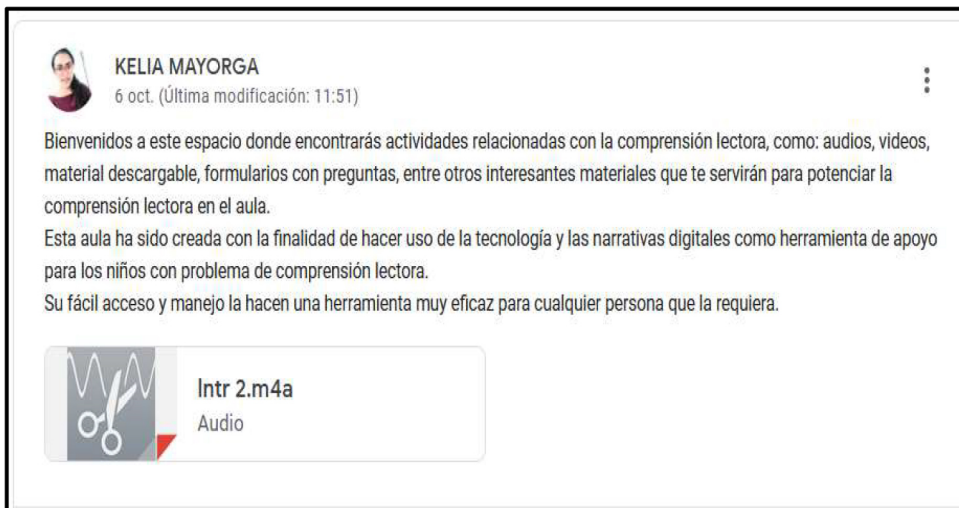 KELIA MAYORGA
6 oct. (Última modificación: 11:51)
Bienvenidos a este espacio donde encontrarás actividades relacionadas con la comprensión lectora, como: audios, videos,
material descargable, formularios con preguntas, entre otros interesantes materiales que te servirán para potenciar la
comprensión lectora en el aula.
Esta aula ha sido creada con la finalidad de hacer uso de la tecnología y las narrativas digitales como herramienta de apoyo
para los niños con problema de comprensión lectora.
Su fácil acceso y manejo la hacen una herramienta muy eficaz para cualquier persona que la requiera.
Intr 2.m4a
Audio